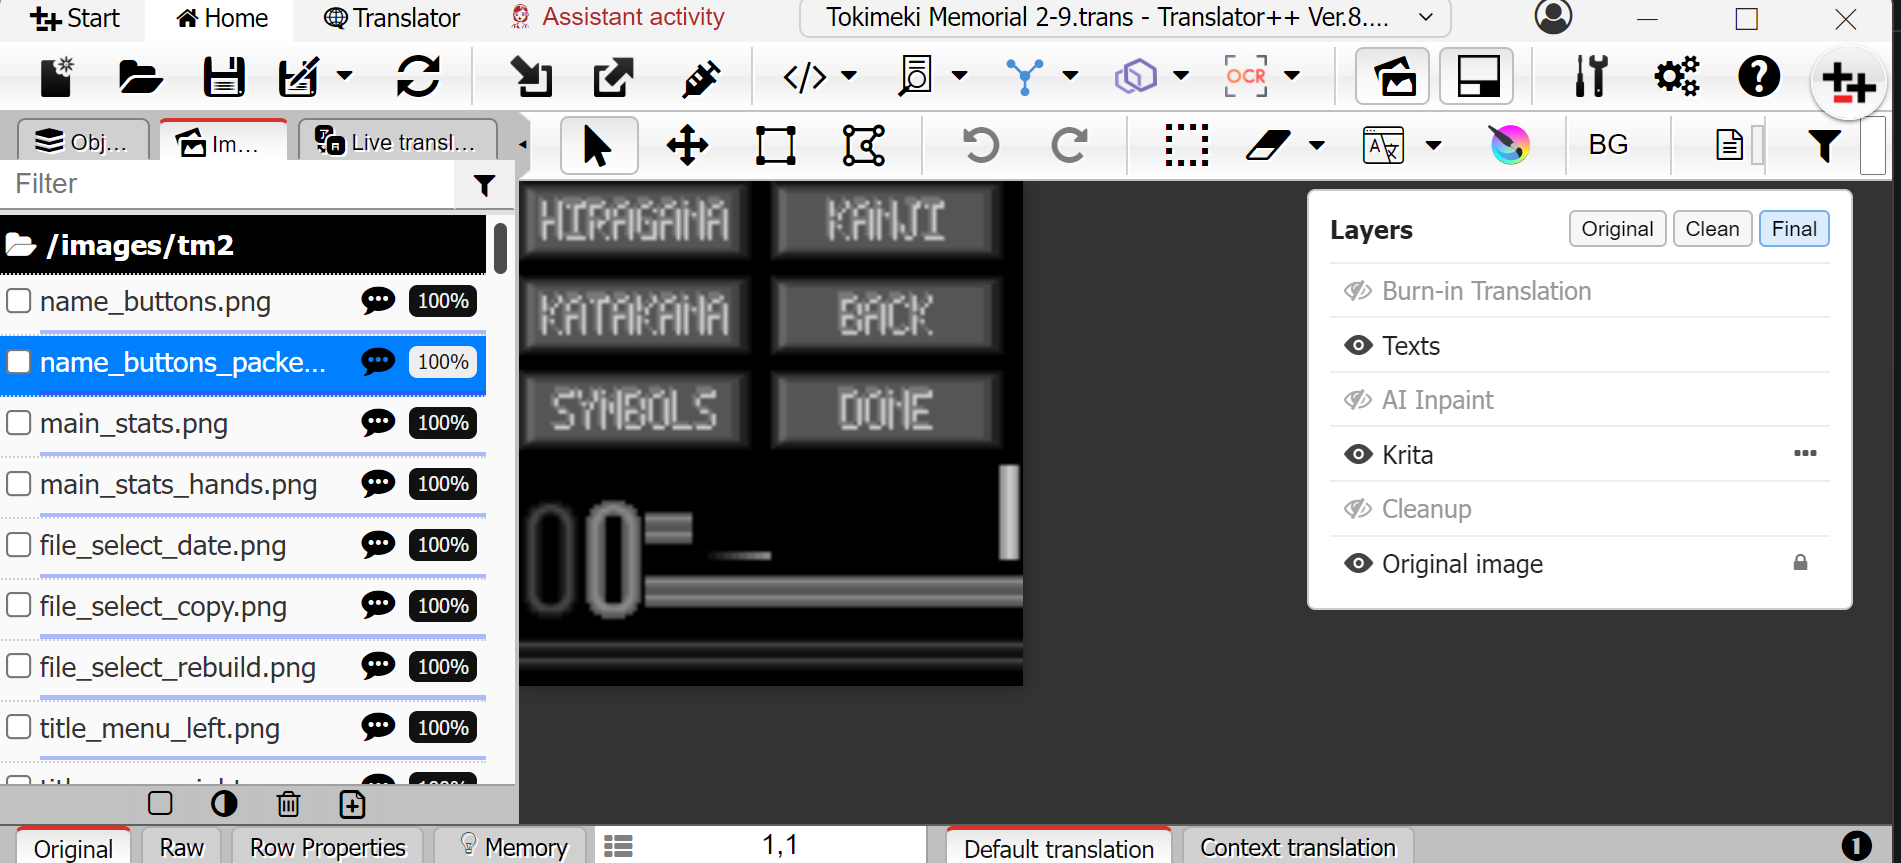 Start
Home
Translator
Assistant activity
Tokimeki Memorial 2-9.trans - Translator++ Ver.8....
OCR
Obj...
Im...
Live transl...
BG
Filter
/images/tm2
name_buttons.png 100%
name_buttons_packe... 100%
main_stats.png 100%
main_stats_hands.png 100%
file_select_date.png 100%
file_select_copy.png 100%
file_select_rebuild.png 100%
title_menu_left.png 100%
HIRAGANA KANJI
KATAKANA BACK
SYMBOLS DONE
00
Layers
Original Clean Final
Burn-in Translation
Texts
AI Inpaint
Krita
Cleanup
Original image
Original
Raw
Row Properties
Memory
1,1
Default translation
Context translation
1